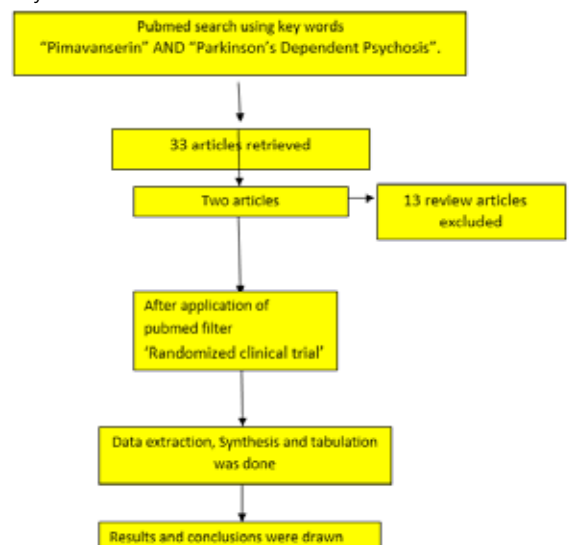 Pubmed search using key words
“Pimavanserin” AND “Parkinson’s Dependent Psychosis”.
33 articles retrieved
Two articles
13 review articles
excluded
After application of
pubmed filter
‘Randomized clinical trial’
Data extraction, Synthesis and tabulation
was done
Results and conclusions were drawn